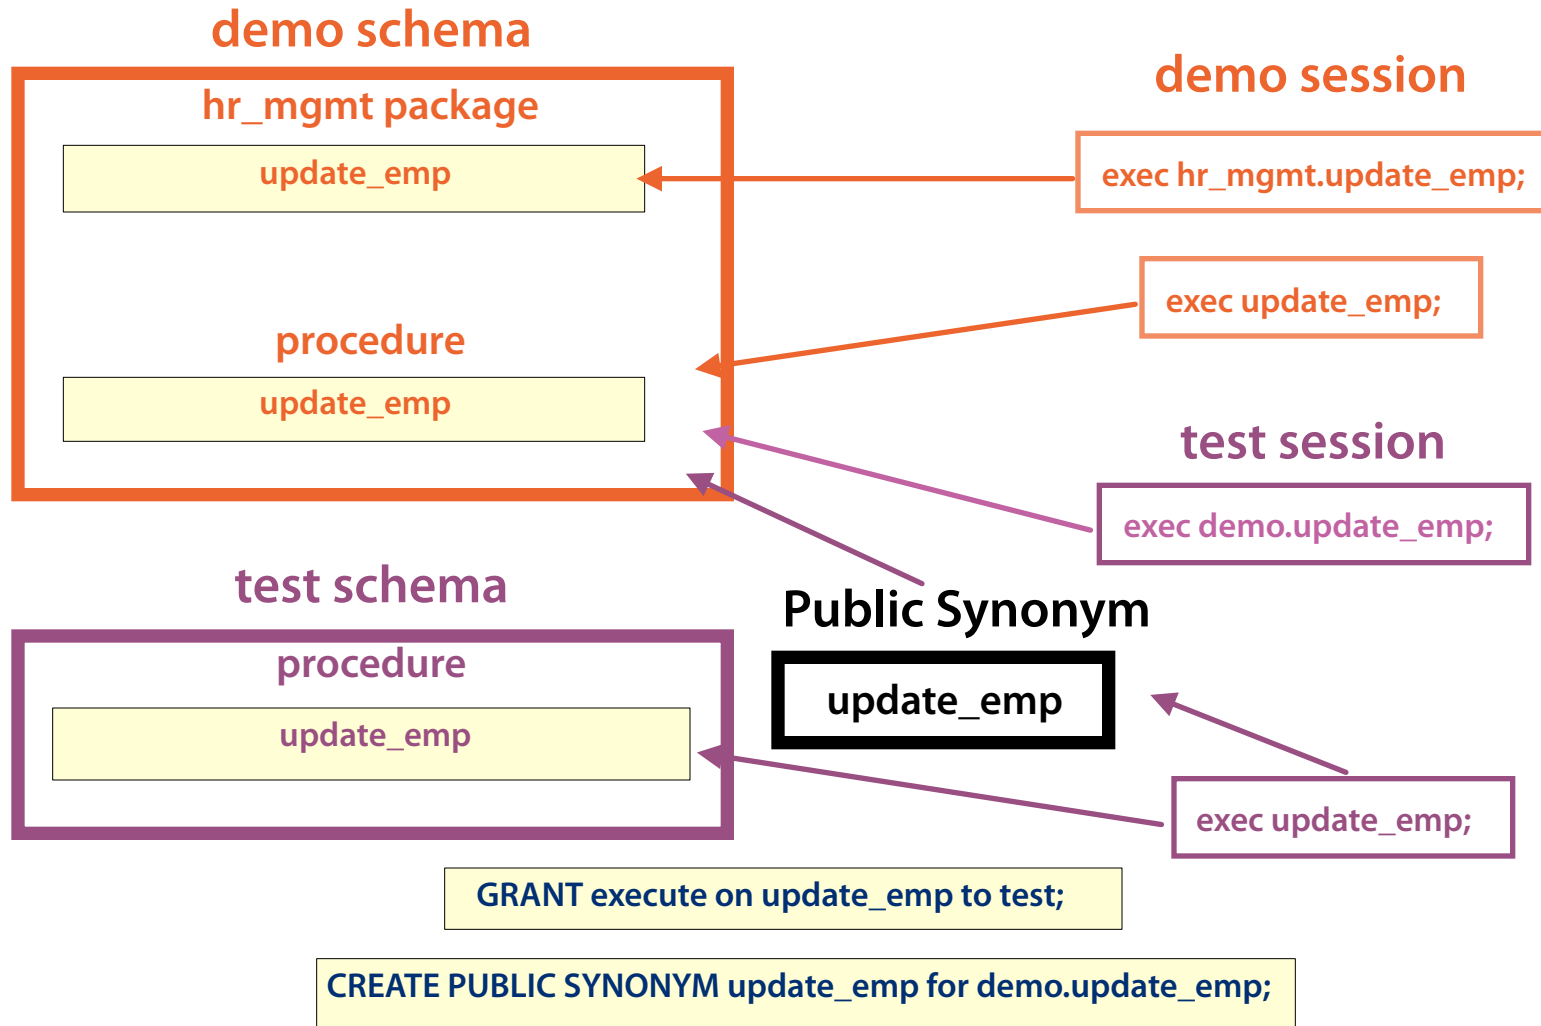 demo schema
hr_mgmt package
update_emp
procedure
update_emp
demo session
exec hr_mgmt.update_emp;
exec update_emp;
test session
exec demo.update_emp;
test schema
procedure
update_emp
Public Synonym
update_emp
exec update_emp;
GRANT execute on update_emp to test;
CREATE PUBLIC SYNONYM update_emp for demo.update_emp;